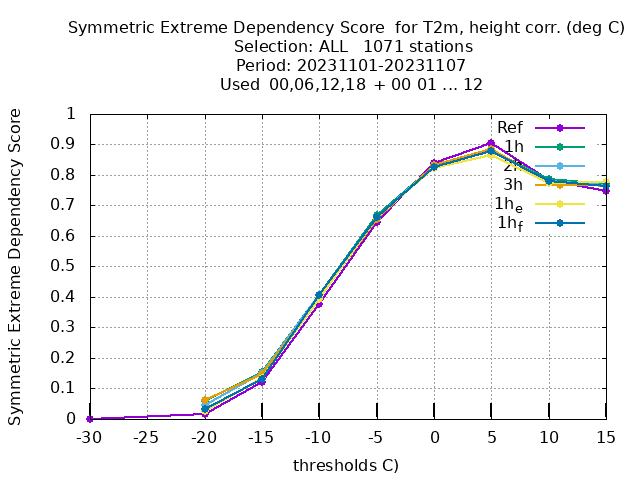 Symmetric Extreme Dependency Score for T2m, height corr. (deg C)
Selection: ALL 1071 stations
Period: 20231101-20231107
Used 00,06,12,18 + 00 01 ... 12
Symmetric Extreme Dependency Score
1
0.9
0.8
0.7
0.6
0.5
0.4
0.3
0.2
0.1
0
Ref
1h
2h
3h
1h_e
1h_f
-30 -25 -20 -15 -10 -5 0 5 10 15
thresholds C)